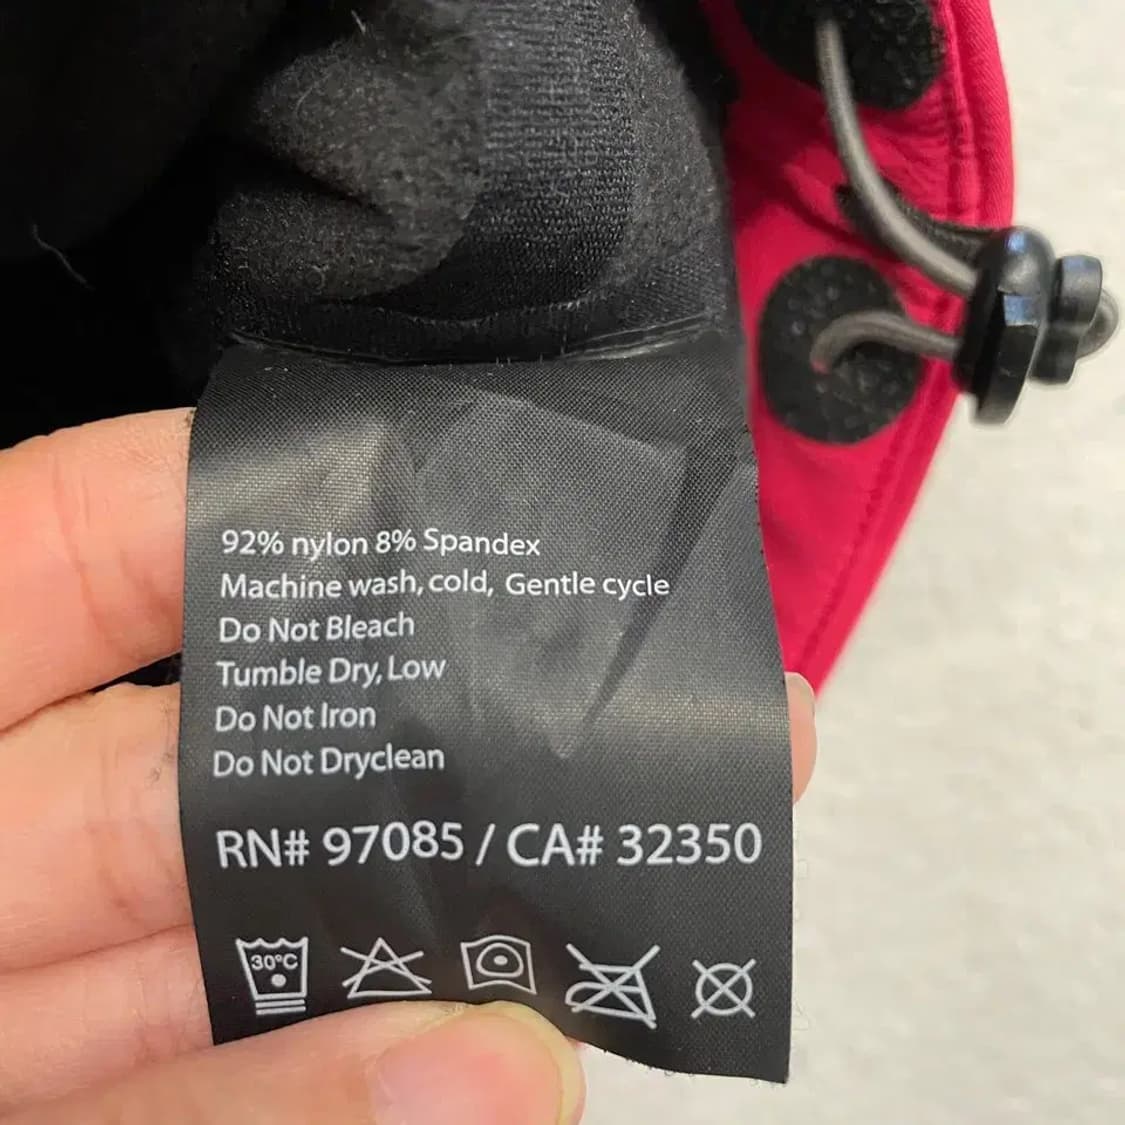 92% nylon 8% Spandex
Machine wash, cold, Gentle cycle
Do Not Bleach
Tumble Dry, Low
Do Not Iron
Do Not Dryclean
RN# 97085 / CA# 32350
30°C